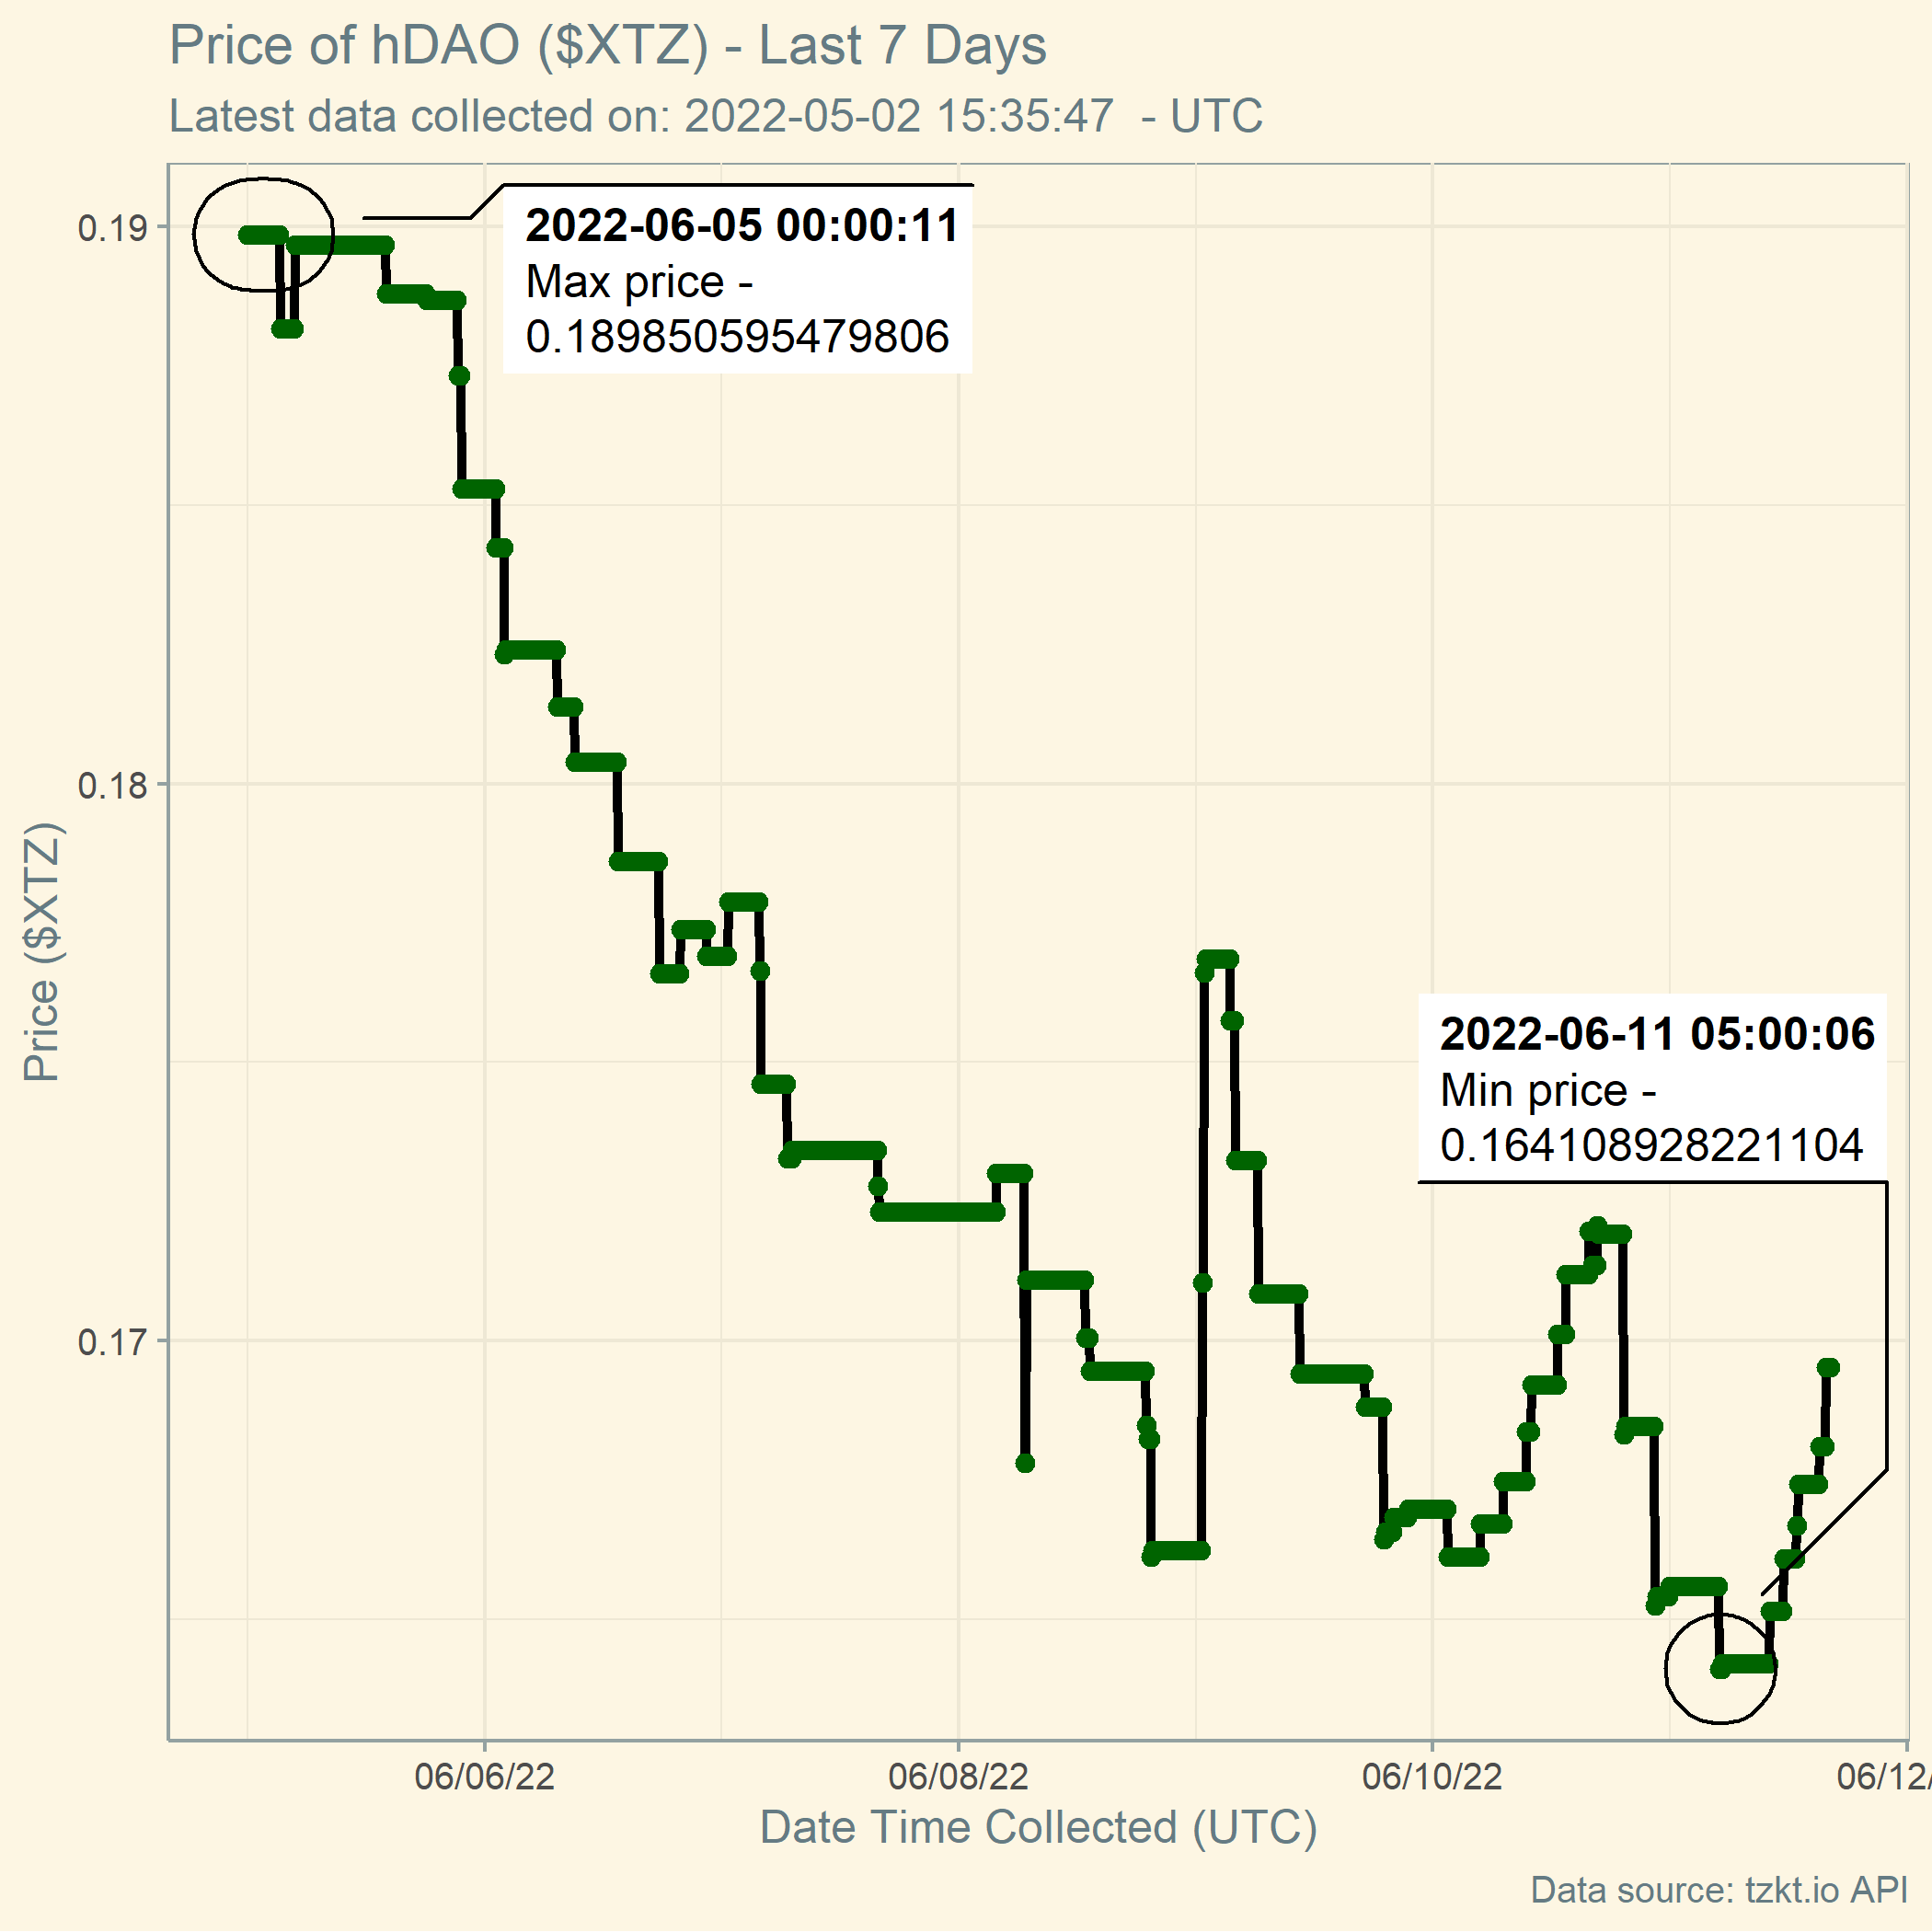 Price of hDAO ($XTZ) - Last 7 Days
Latest data collected on: 2022-05-02 15:35:47  - UTC
2022-06-05 00:00:11
Max price -
0.189850595479806
2022-06-11 05:00:06
Min price -
0.164108928221104
0.19
0.18
0.17
Price ($XTZ)
06/06/22
06/08/22
06/10/22
06/12/
Date Time Collected (UTC)
Data source: tzkt.io API